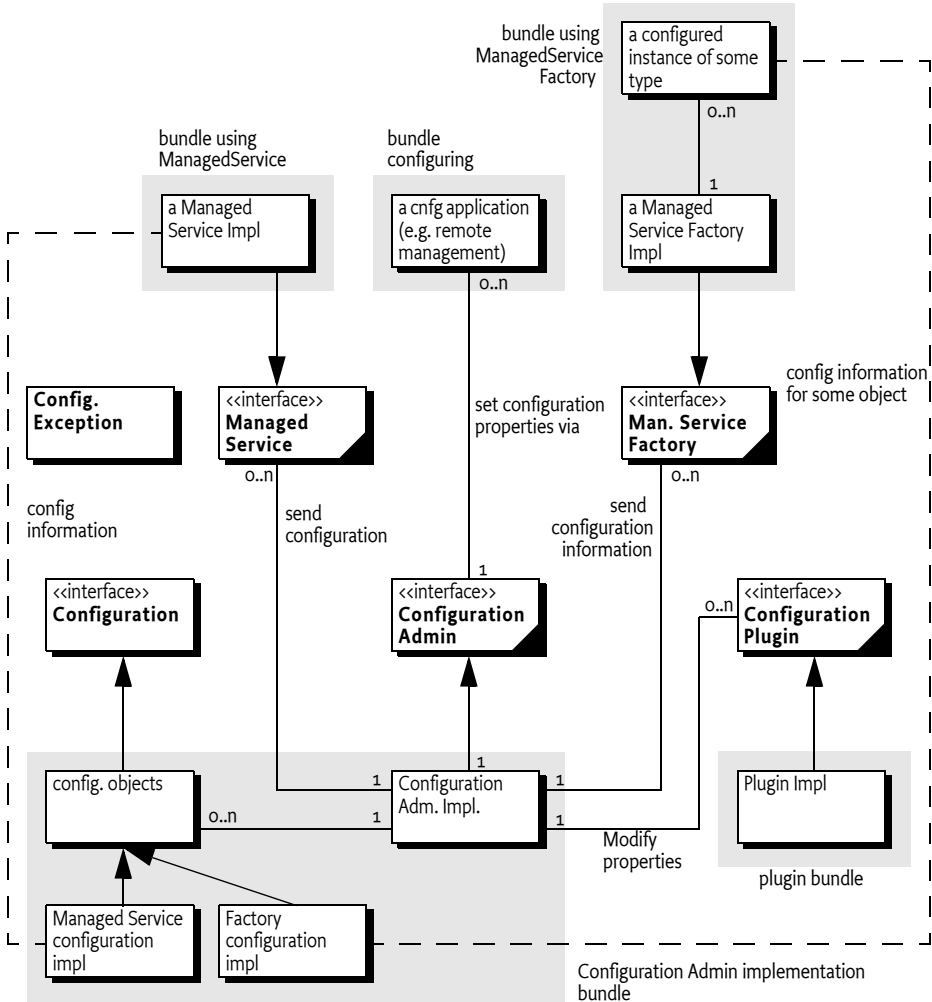 bundle using
ManagedService
Factory
a configured
instance of some
type
0..n
bundle using
ManagedService
bundle
configuring
1
a Managed
Service Impl
a cnfg application
(e.g. remote
management)
a Managed
Service Factory
Impl
0..n
config information
for some object
Config.
Exception
<<interface>>
Managed
Service
set configuration
properties via
<<interface>>
Man. Service
Factory
0..n
0..n
config
information
send
configuration
send
configuration
information
1
<<interface>>
Configuration
<<interface>>
Configuration
Admin
0..n
<<interface>>
Configuration
Plugin
1
config. objects
1
Configuration
Adm. Impl.
1
Plugin Impl
0..n
1
1
Modify
properties
plugin bundle
Managed Service
configuration
impl
Factory
configuration
impl
Configuration Admin implementation
bundle